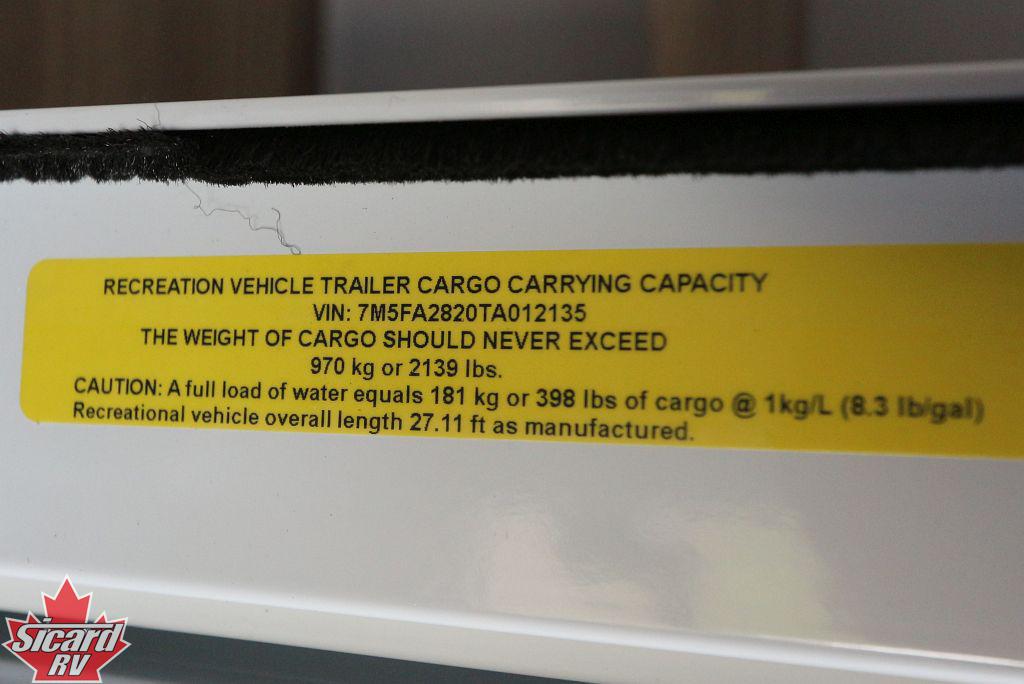 RECREATION VEHICLE TRAILER CARGO CARRYING CAPACITY
VIN: 7M5FA2820TA012135
THE WEIGHT OF CARGO SHOULD NEVER EXCEED
970 kg or 2139 lbs.
CAUTION: A full load of water equals 181 kg or 398 lbs of cargo @ 1kg/L (8.3 lb/gal)
Recreational vehicle overall length 27.11 ft as manufactured.
Sicard
RV